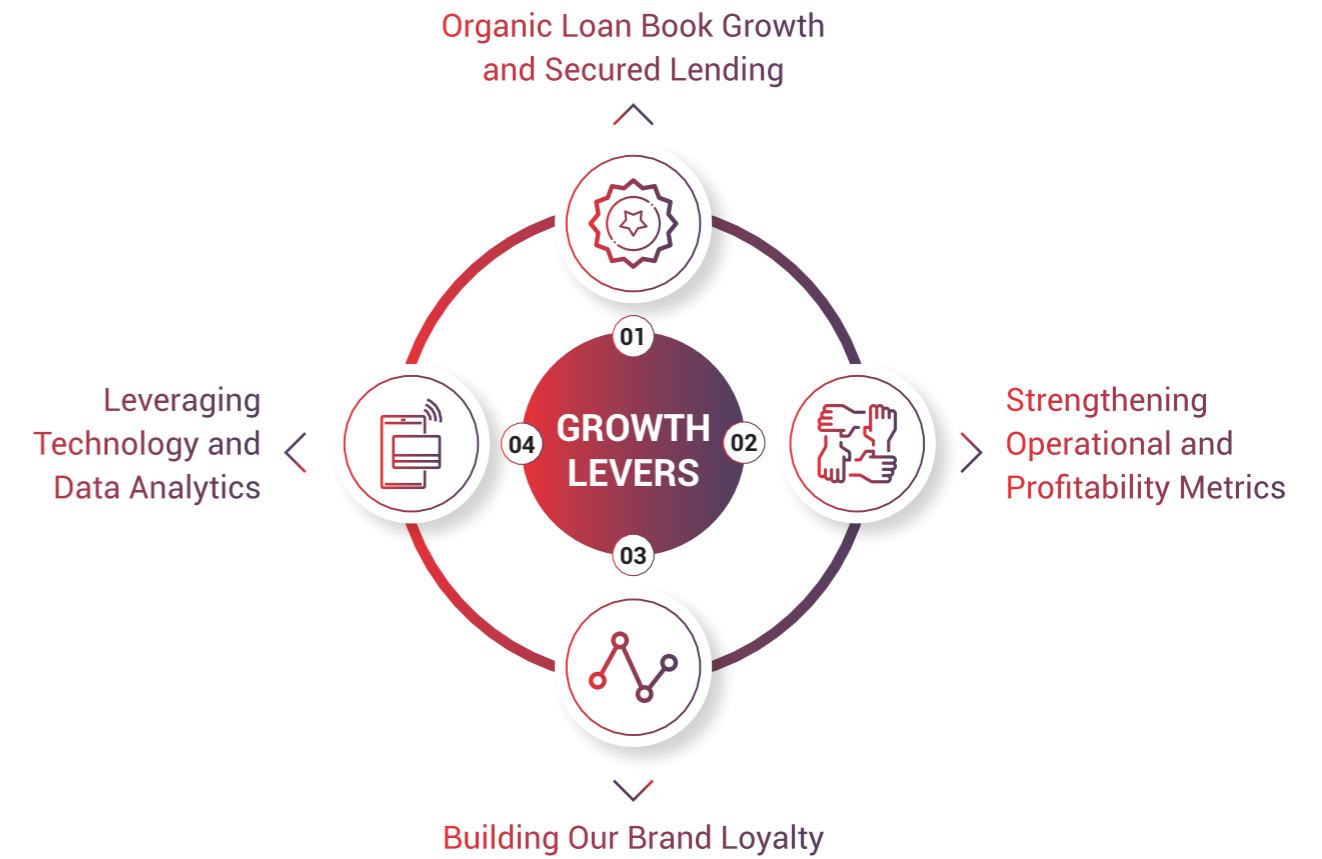 Organic Loan Book Growth
and Secured Lending
01
GROWTH
LEVERS
02
Strengthening
Operational and
Profitability Metrics
03
Building Our Brand Loyalty
04
Leveraging
Technology and
Data Analytics